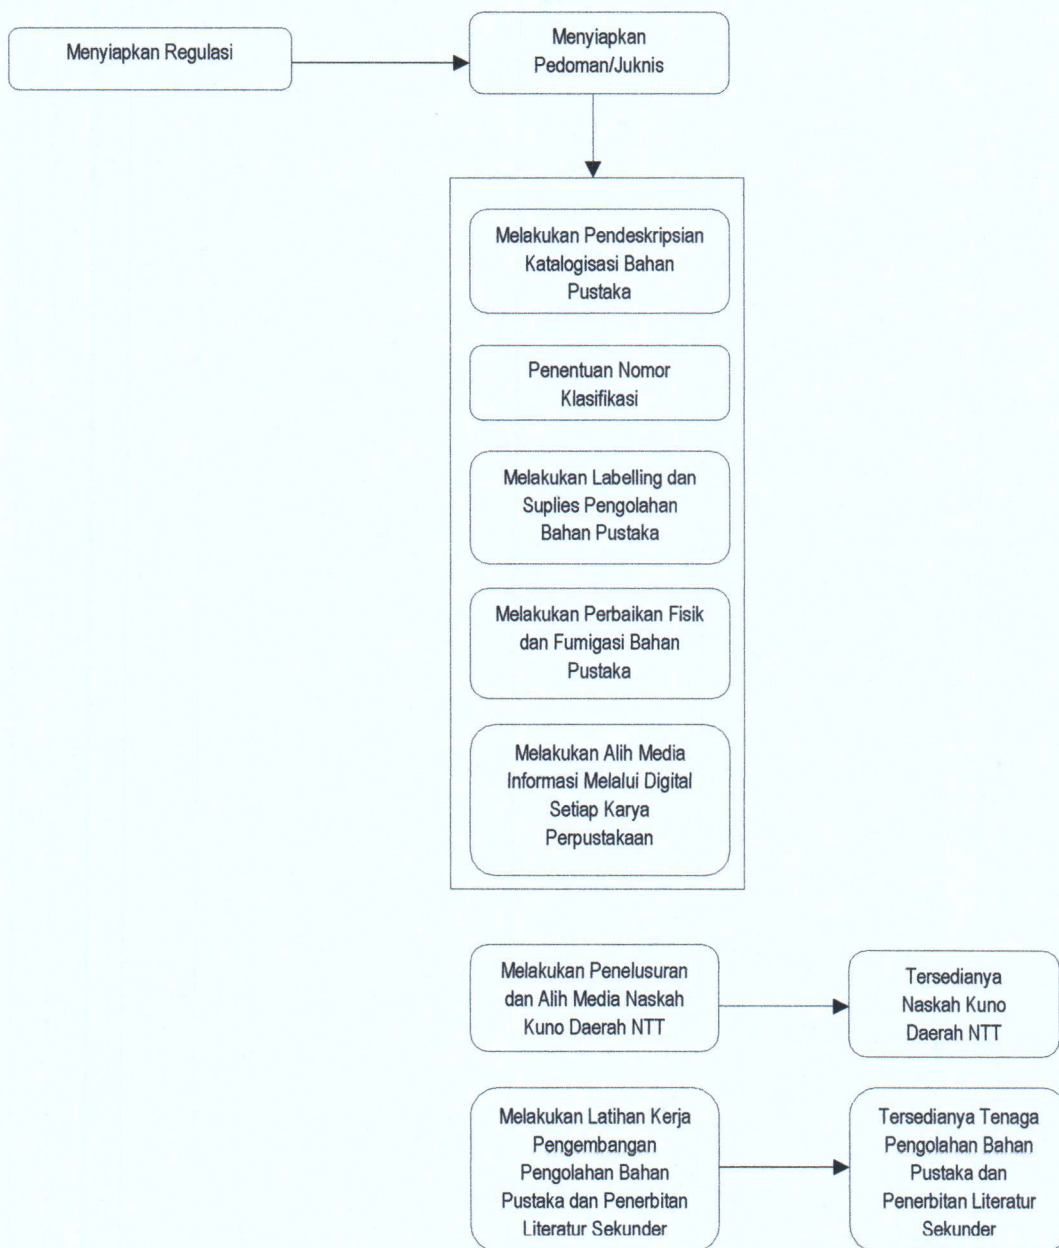 Menyiapkan Regulasi
Menyiapkan
Pedoman/Juknis
Melakukan Pendeskripsian
Katalogisasi Bahan
Pustaka
Penentuan Nomor
Klasifikasi
Melakukan Labelling dan
Suplies Pengolahan
Bahan Pustaka
Melakukan Perbaikan Fisik
dan Fumigasi Bahan
Pustaka
Melakukan Alih Media
Informasi Melalui Digital
Setiap Karya
Perpustakaan
Melakukan Penelusuran
dan Alih Media Naskah
Kuno Daerah NTT
Tersedianya
Naskah Kuno
Daerah NTT
Melakukan Latihan Kerja
Pengembangan
Pengolahan Bahan
Pustaka dan Penerbitan
Literatur Sekunder
Tersedianya Tenaga
Pengolahan Bahan
Pustaka dan
Penerbitan Literatur
Sekunder